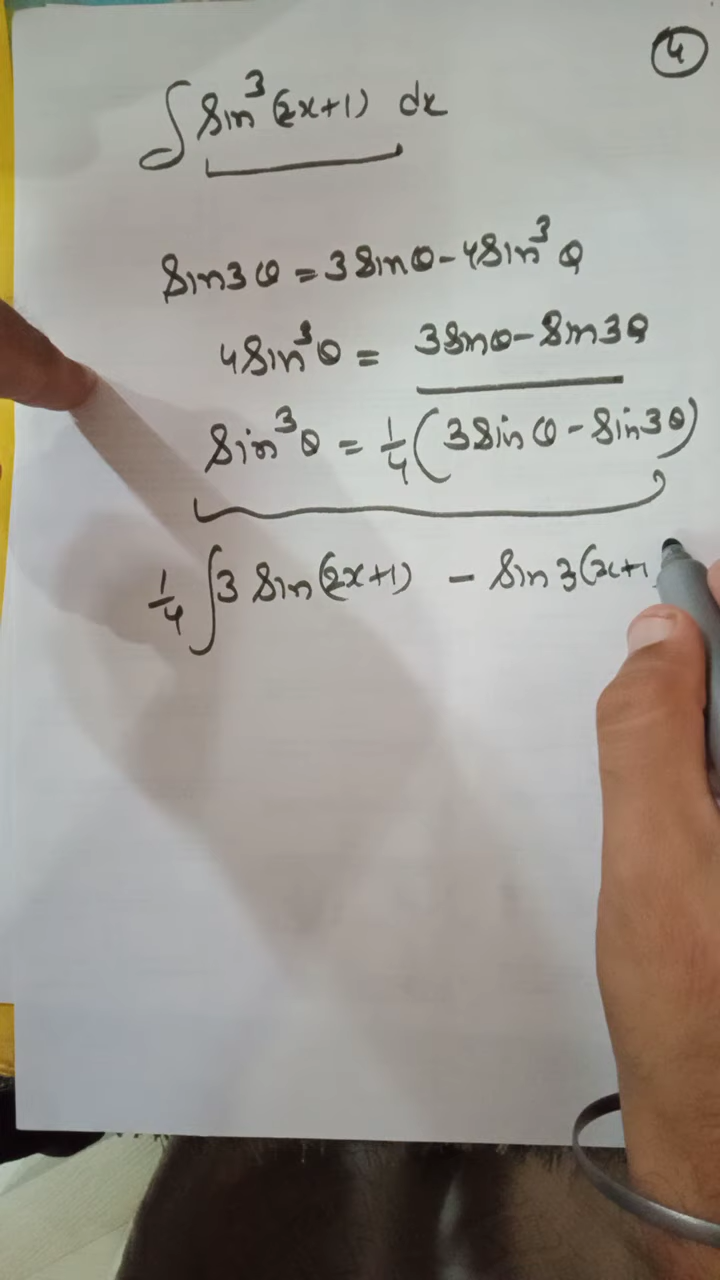 4
∫ sin³(2x+1) dx
sin3θ = 3sinθ - 4sin³θ
4sin³θ = 3sinθ - sin3θ
sin³θ = 1/4 (3sinθ - sin3θ)
1/4 ∫ 3 sin(2x+1) - sin 3(2x+1